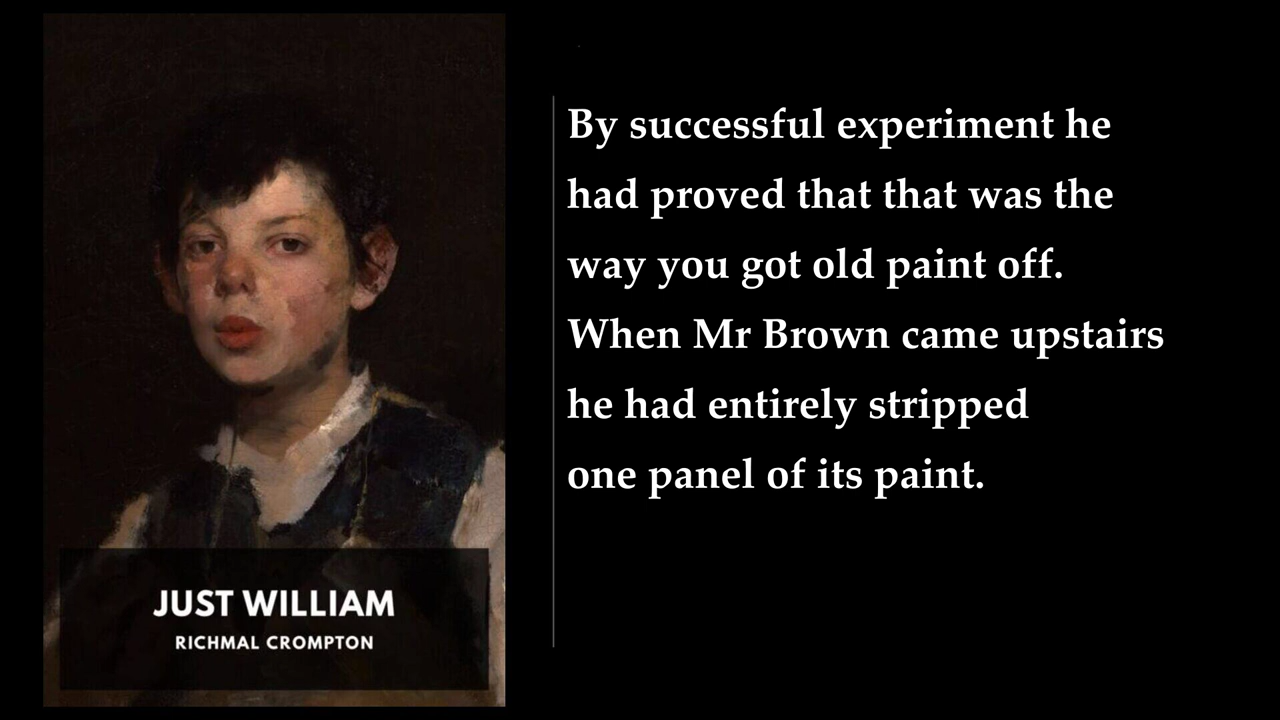 JUST WILLIAM
RICHMAL CROMPTON
By successful experiment he
had proved that that was the
way you got old paint off.
When Mr Brown came upstairs
he had entirely stripped
one panel of its paint.